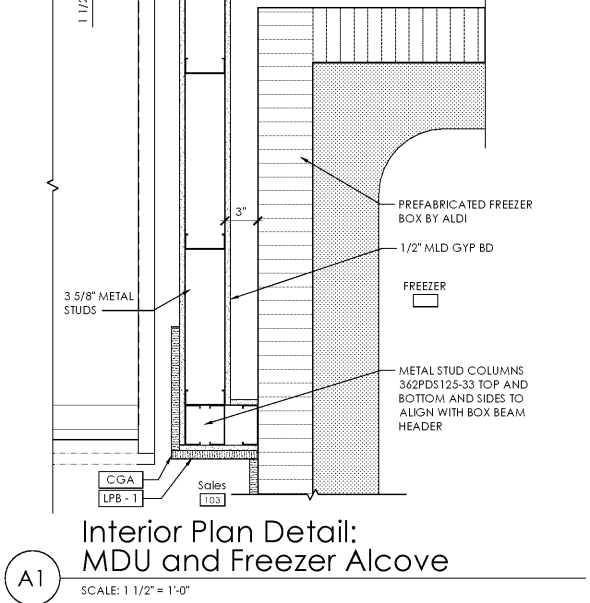 1 1/2
3"
PREFABRICATED FREEZER
BOX BY ALDI
1/2" MLD GYP BD
FREEZER
3 5/8" METAL
STUDS
METAL STUD COLUMNS
362PDS125-33 TOP AND
BOTTOM AND SIDES TO
ALIGN WITH BOX BEAM
HEADER
CGA
LPB - 1
Sales
103
Interior Plan Detail:
MDU and Freezer Alcove
A1
SCALE: 1 1/2" = 1'-0"